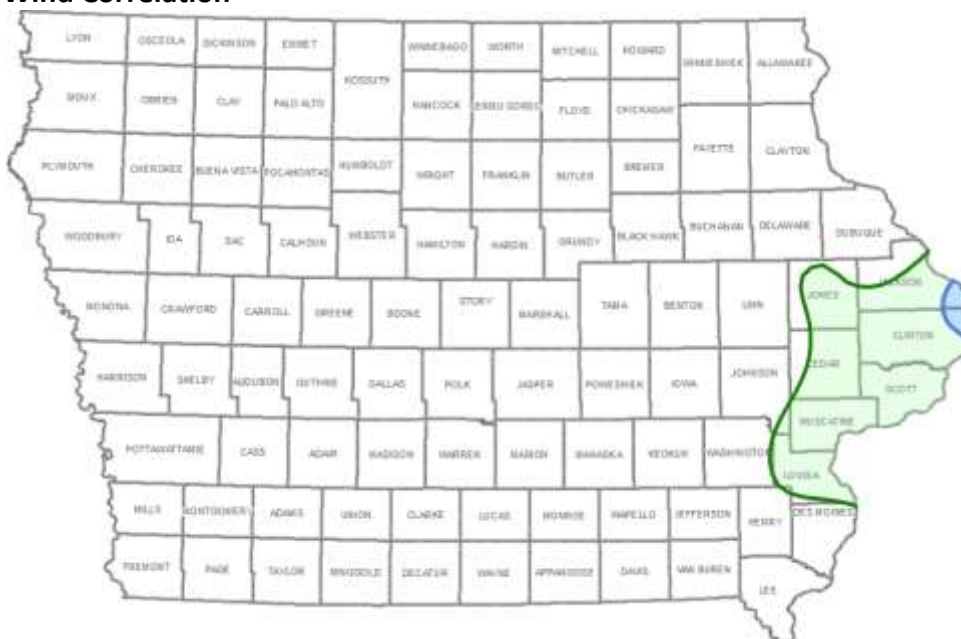 Wind Correlation
LYON OSCEOLA DICKINSON EMMET WINNEBAGO WORTH MITCHELL HOWARD
KOSSUTH WINNESHIEK ALLAMAKEE
SIOUX OBRIEN CLAY PALO ALTO HANCOCK CERRO GORDO FLOYD CHICKASAW
PLYMOUTH CHEROKEE BUENA VISTA POCAHONTAS HUMBOLDT WRIGHT FRANKLIN BUTLER BREMER FAYETTE CLAYTON
WOODBURY IDA SAC CALHOUN WEBSTER HAMILTON HARDIN GRUNDY BLACK HAWK BUCHANAN DELAWARE DUBUQUE
MONONA CRAWFORD CARROLL GREENE BOONE STORY MARSHALL TAMA BENTON LINN JONES JACKSON
CLINTON
HARRISON SHELBY AUDUBON GUTHRIE DALLAS POLK JASPER POWESHIEK IOWA JOHNSON CEDAR SCOTT
MUSCATINE
POTTAWATTAMIE CASS ADAIR MADISON WARREN MARION MAHASKA KEOKUK WASHINGTON LOUISA
MILLS MONTGOMERY ADAMS UNION CLARKE LUCAS MONROE WAPELLO JEFFERSON HENRY DES MOINES
FREMONT PAGE TAYLOR RINGGOLD DECATUR WAYNE APPANOOSE DAVIS VAN BUREN LEE